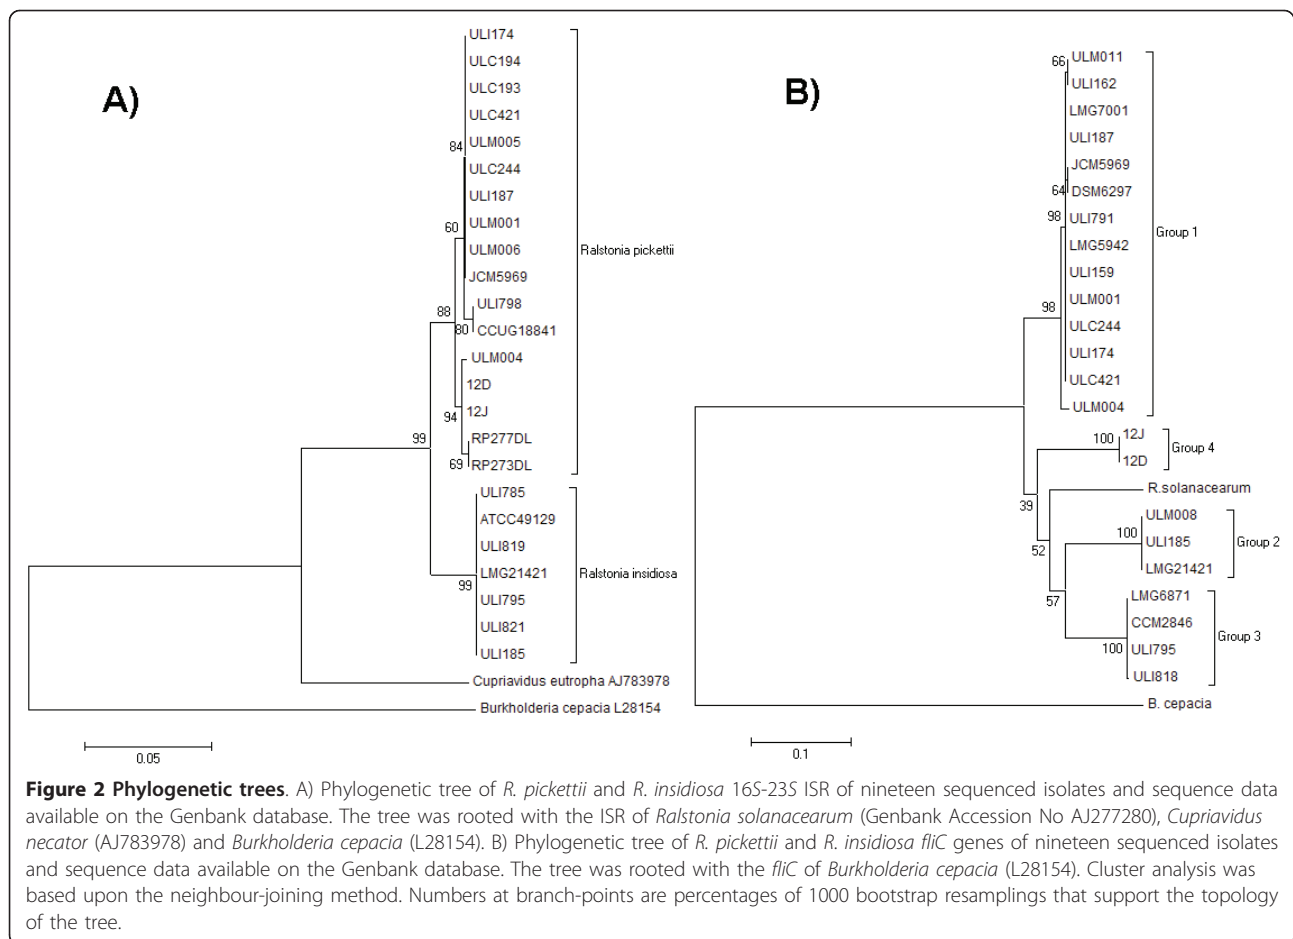 A)
ULI174
ULC194
ULC193
ULC421
ULM005
84
ULC244
ULI187
ULM001
60
ULM006
JCM5969
Ralstonia pickettii
ULI798
88
80
CCUG18841
ULM004
12D
12J
94
RP277DL
99
69
RP273DL
ULI785
ATCC49129
ULI819
LMG21421
Ralstonia insidiosa
99
ULI795
ULI821
ULI185
Cupriavidus eutropha AJ783978
Burkholderia cepacia L28154
0.05
B)
66
ULM011
ULI162
LMG7001
ULI187
JCM5969
64
DSM6297
98
ULI791
Group 1
LMG5942
ULI159
98
ULM001
ULC244
ULI174
ULC421
ULM004
12J
100
Group 4
12D
R.solanacearum
39
ULM008
100
ULI185
Group 2
52
LMG21421
57
LMG6871
CCM2846
Group 3
100
ULI795
ULI818
B. cepacia
0.1
Figure 2 Phylogenetic trees. A) Phylogenetic tree of R. pickettii and R. insidiosa 16S-23S ISR of nineteen sequenced isolates and sequence data
available on the Genbank database. The tree was rooted with the ISR of Ralstonia solanacearum (Genbank Accession No AJ277280), Cupriavidus
necator (AJ783978) and Burkholderia cepacia (L28154). B) Phylogenetic tree of R. pickettii and R. insidiosa fliC genes of nineteen sequenced isolates
and sequence data available on the Genbank database. The tree was rooted with the fliC of Burkholderia cepacia (L28154). Cluster analysis was
based upon the neighbour-joining method. Numbers at branch-points are percentages of 1000 bootstrap resamplings that support the topology
of the tree.